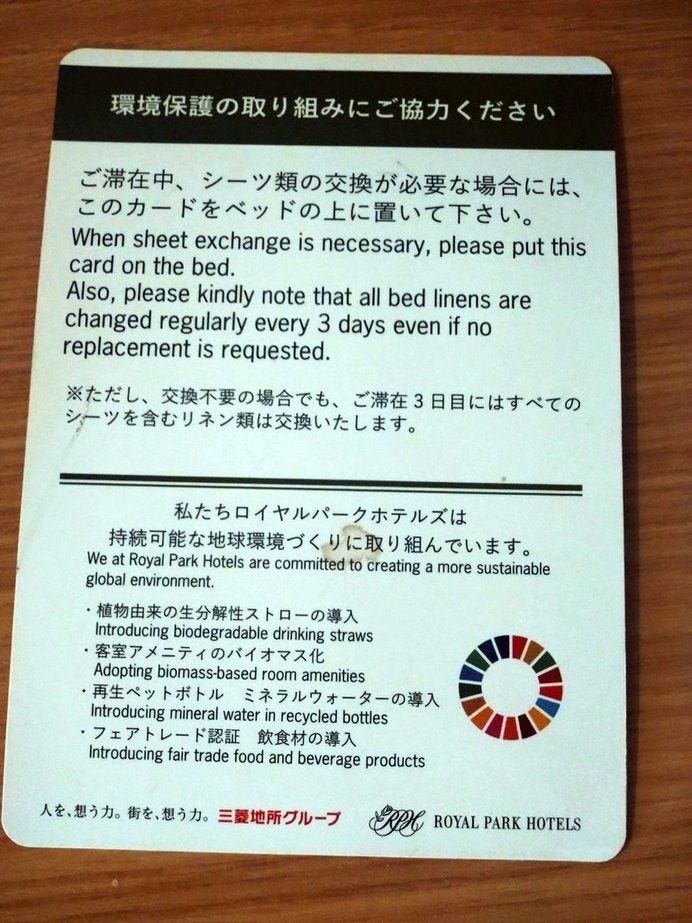 環境保護の取り組みにご協力ください
ご滞在中、シーツ類の交換が必要な場合には、
このカードをベッドの上に置いて下さい。
When sheet exchange is necessary, please put this
card on the bed.
Also, please kindly note that all bed linens are
changed regularly every 3 days even if no
replacement is requested.
※ただし、交換不要の場合でも、ご滞在3日目にはすべての
シーツを含むリネン類は交換いたします。
私たちロイヤルパークホテルズは
持続可能な地球環境づくりに取り組んでいます。
We at Royal Park Hotels are committed to creating a more sustainable
global environment.
・植物由来の生分解性ストローの導入
Introducing biodegradable drinking straws
・客室アメニティのバイオマス化
Adopting biomass-based room amenities
・再生ペットボトル　ミネラルウォーターの導入
Introducing mineral water in recycled bottles
・フェアトレード認証　飲食材の導入
Introducing fair trade food and beverage products
人を、想う力。街を、想う力。三菱地所グループ RPH ROYAL PARK HOTELS